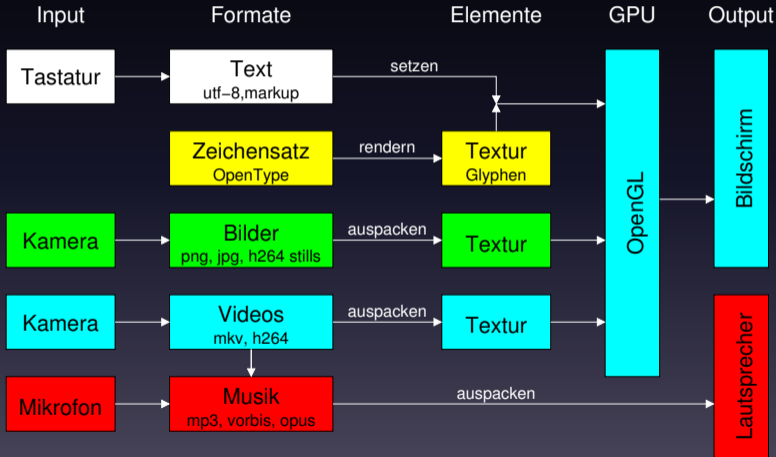 Input
Formate
Elemente
GPU
Output
Tastatur
Text
utf−8,markup
setzen
Zeichensatz
OpenType
rendern
Textur
Glyphen
Kamera
Bilder
png, jpg, h264 stills
auspacken
Textur
Kamera
Videos
mkv, h264
auspacken
Textur
Mikrofon
Musik
mp3, vorbis, opus
auspacken
OpenGL
Bildschirm
Lautsprecher